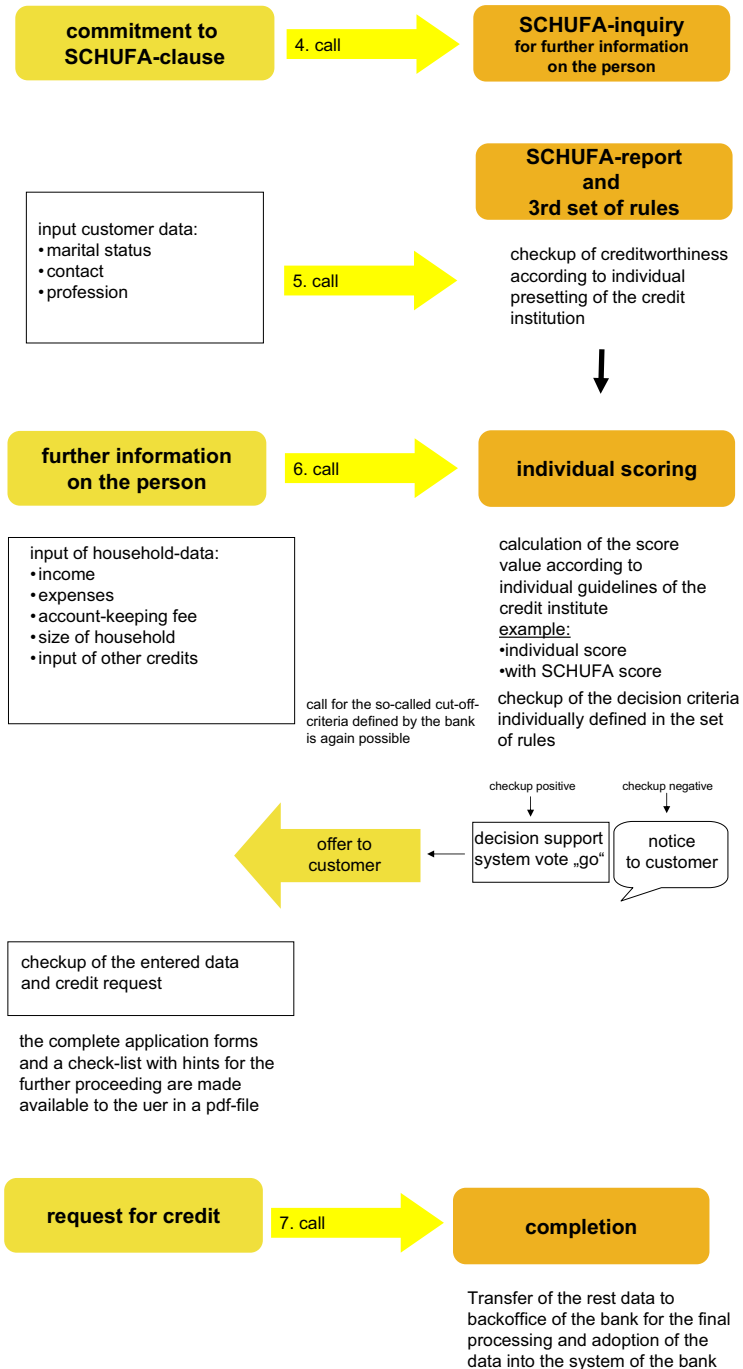 commitment to
SCHUFA-clause
4. call
SCHUFA-inquiry
for further information
on the person
SCHUFA-report
and
3rd set of rules
input customer data:
•marital status
•contact
•profession
5. call
checkup of creditworthiness
according to individual
presetting of the credit
institution
further information
on the person
6. call
individual scoring
input of household-data:
•income
•expenses
•account-keeping fee
•size of household
•input of other credits
calculation of the score
value according to
individual guidelines of the
credit institute
example:
•individual score
•with SCHUFA score
call for the so-called cut-off-
criteria defined by the bank
is again possible
checkup of the decision criteria
individually defined in the set
of rules
checkup positive
checkup negative
offer to
customer
decision support
system vote „go“
notice
to customer
checkup of the entered data
and credit request
the complete application forms
and a check-list with hints for the
further proceeding are made
available to the uer in a pdf-file
request for credit
7. call
completion
Transfer of the rest data to
backoffice of the bank for the final
processing and adoption of the
data into the system of the bank